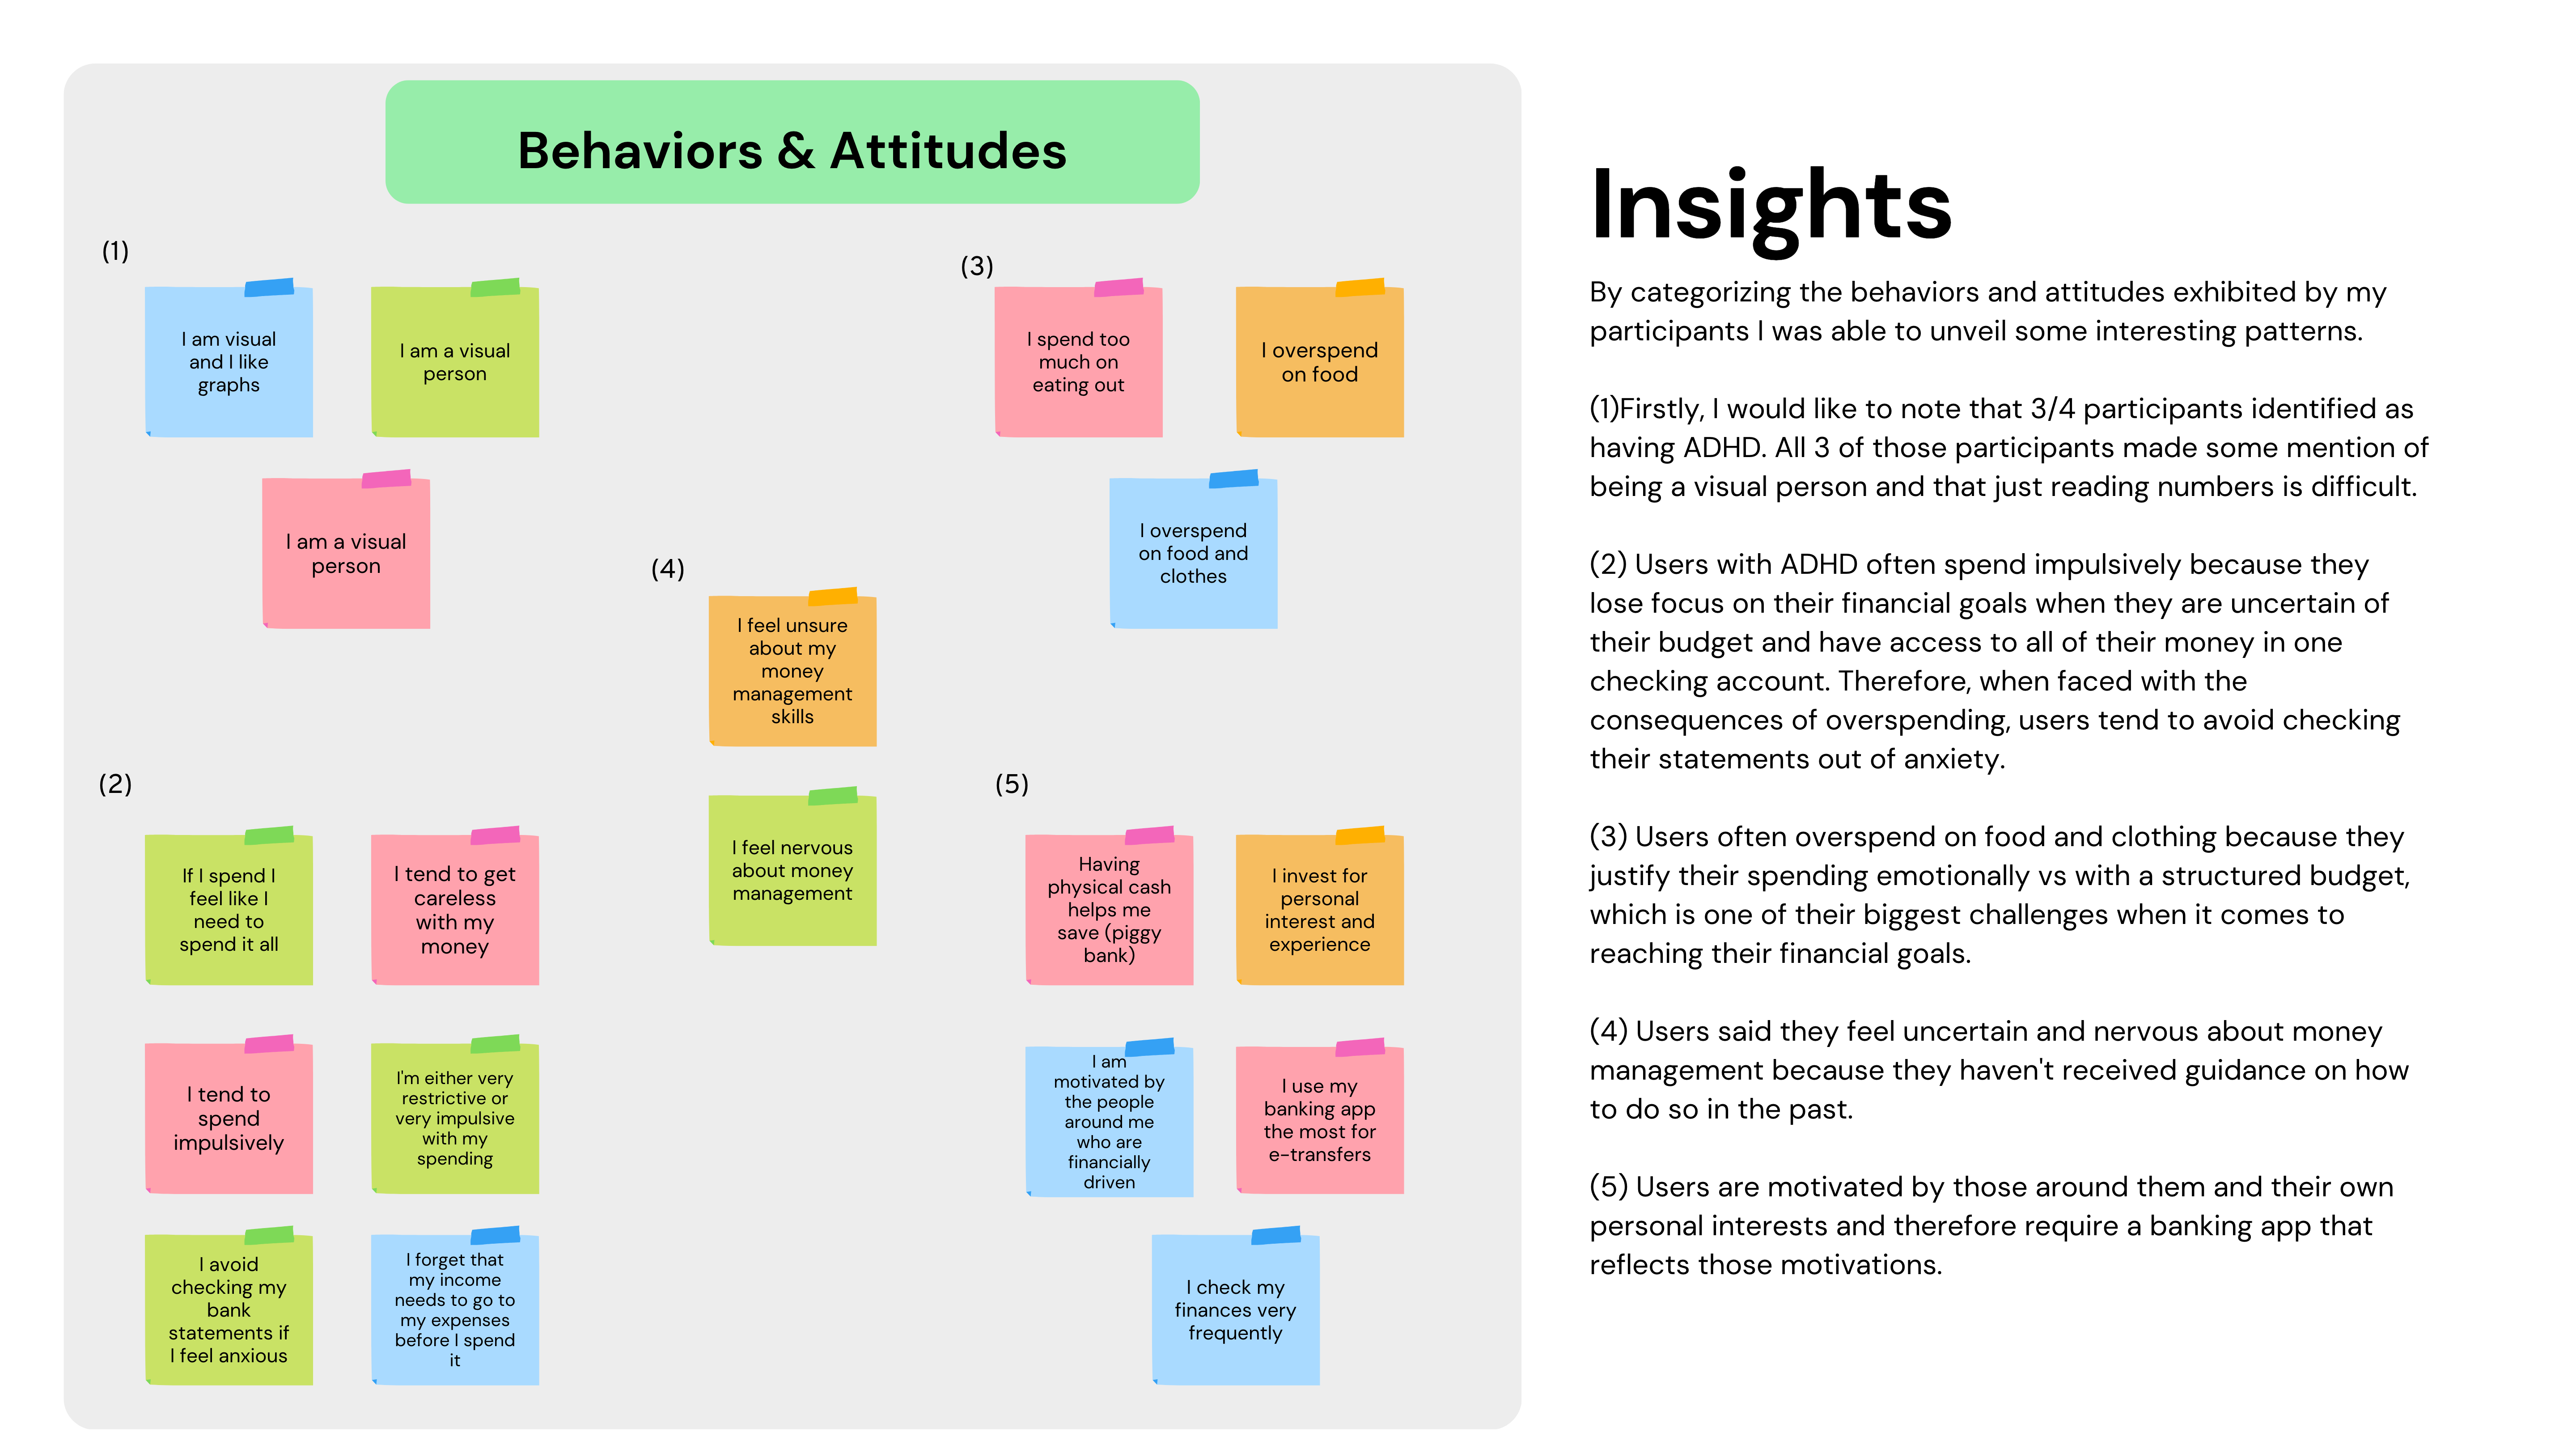 Behaviors & Attitudes
(1)
I am visual
and I like
graphs
I am a visual
person
I am a visual
person
(3)
I spend too
much on
eating out
I overspend
on food
I overspend
on food and
clothes
(4)
I feel unsure
about my
money
management
skills
I feel nervous
about money
management
(2)
If I spend I
feel like I
need to
spend it all
I tend to get
careless
with my
money
I tend to
spend
impulsively
I'm either very
restrictive or
very impulsive
with my
spending
I avoid
checking my
bank
statements if
I feel anxious
I forget that
my income
needs to go to
my expenses
before I spend
it
(5)
Having
physical cash
helps me
save (piggy
bank)
I invest for
personal
interest and
experience
I am
motivated by
the people
around me
who are
financially
driven
I use my
banking app
the most for
e-transfers
I check my
finances very
frequently
Insights
By categorizing the behaviors and attitudes exhibited by my
participants I was able to unveil some interesting patterns.
(1)Firstly, I would like to note that 3/4 participants identified as
having ADHD. All 3 of those participants made some mention of
being a visual person and that just reading numbers is difficult.
(2) Users with ADHD often spend impulsively because they
lose focus on their financial goals when they are uncertain of
their budget and have access to all of their money in one
checking account. Therefore, when faced with the
consequences of overspending, users tend to avoid checking
their statements out of anxiety.
(3) Users often overspend on food and clothing because they
justify their spending emotionally vs with a structured budget,
which is one of their biggest challenges when it comes to
reaching their financial goals.
(4) Users said they feel uncertain and nervous about money
management because they haven't received guidance on how
to do so in the past.
(5) Users are motivated by those around them and their own
personal interests and therefore require a banking app that
reflects those motivations.